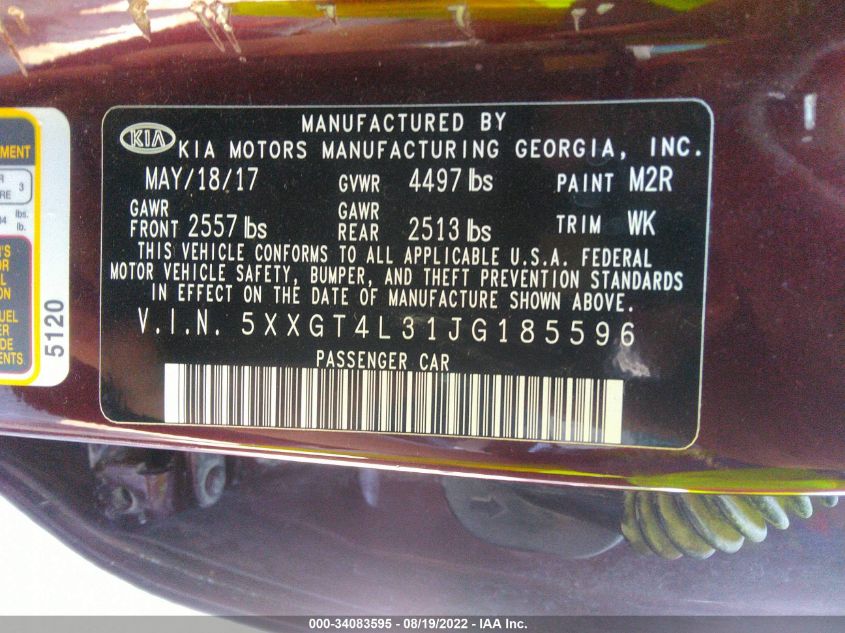 MANUFACTURED BY
KIA KIA MOTORS MANUFACTURING GEORGIA, INC.
MAY/18/17 GVWR 4497 lbs PAINT M2R
GAWR FRONT 2557 lbs GAWR REAR 2513 lbs TRIM WK
THIS VEHICLE CONFORMS TO ALL APPLICABLE U.S.A. FEDERAL
MOTOR VEHICLE SAFETY, BUMPER, AND THEFT PREVENTION STANDARDS
IN EFFECT ON THE DATE OF MANUFACTURE SHOWN ABOVE.
V.I.N. 5XXGT4L31JG185596
PASSENGER CAR
3
lbs.
lb.
5120
000-34083595 - 08/19/2022 - IAA Inc.